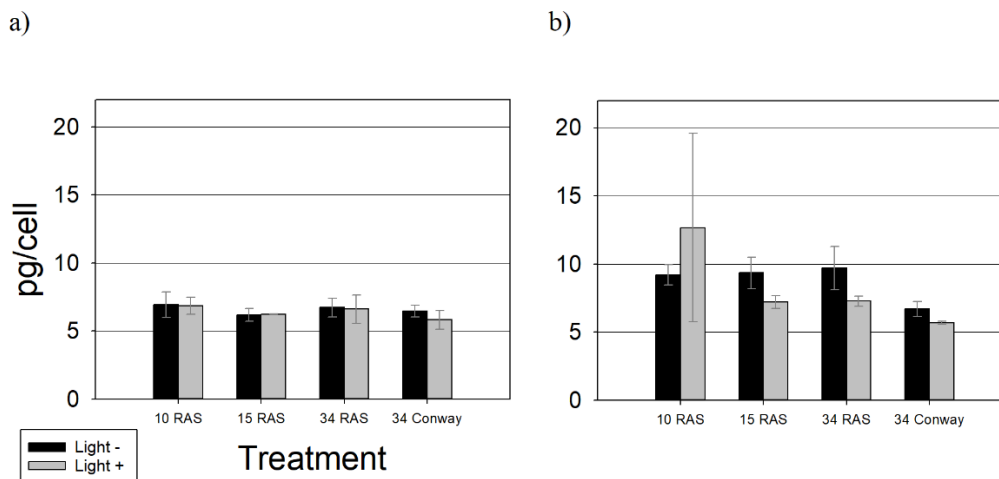 a)
b)
pg/cell
20
15
10
5
0
10 RAS 15 RAS 34 RAS 34 Conway
20
15
10
5
0
10 RAS 15 RAS 34 RAS 34 Conway
Light -
Light +
Treatment